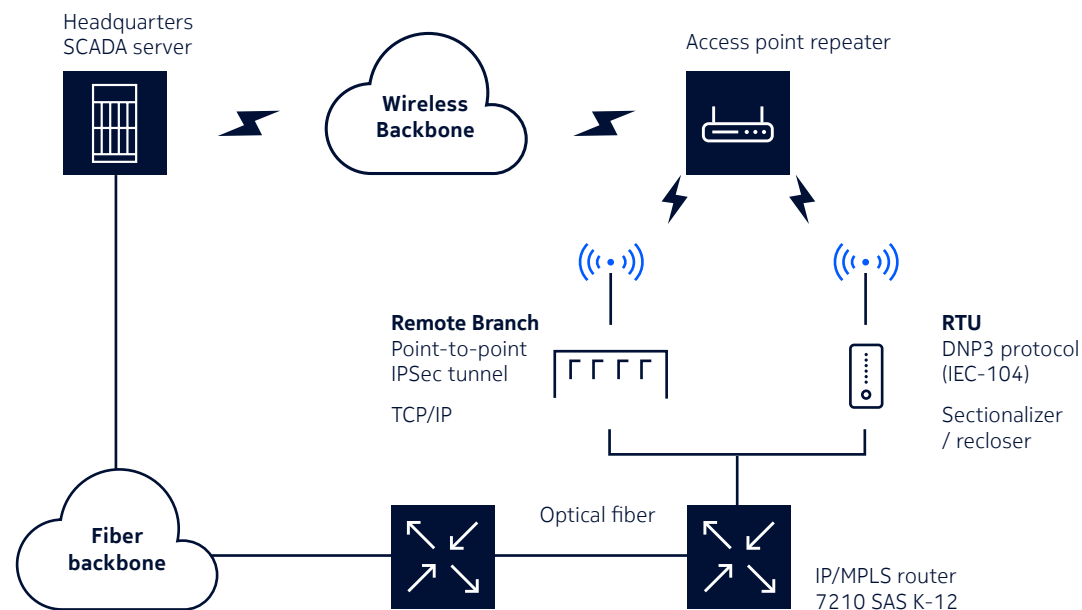 Headquarters
SCADA server
Wireless
Backbone
Access point repeater
Remote Branch
Point-to-point
IPSec tunnel
TCP/IP
RTU
DNP3 protocol
(IEC-104)
Sectionalizer
/ recloser
Fiber
backbone
Optical fiber
IP/MPLS router
7210 SAS K-12